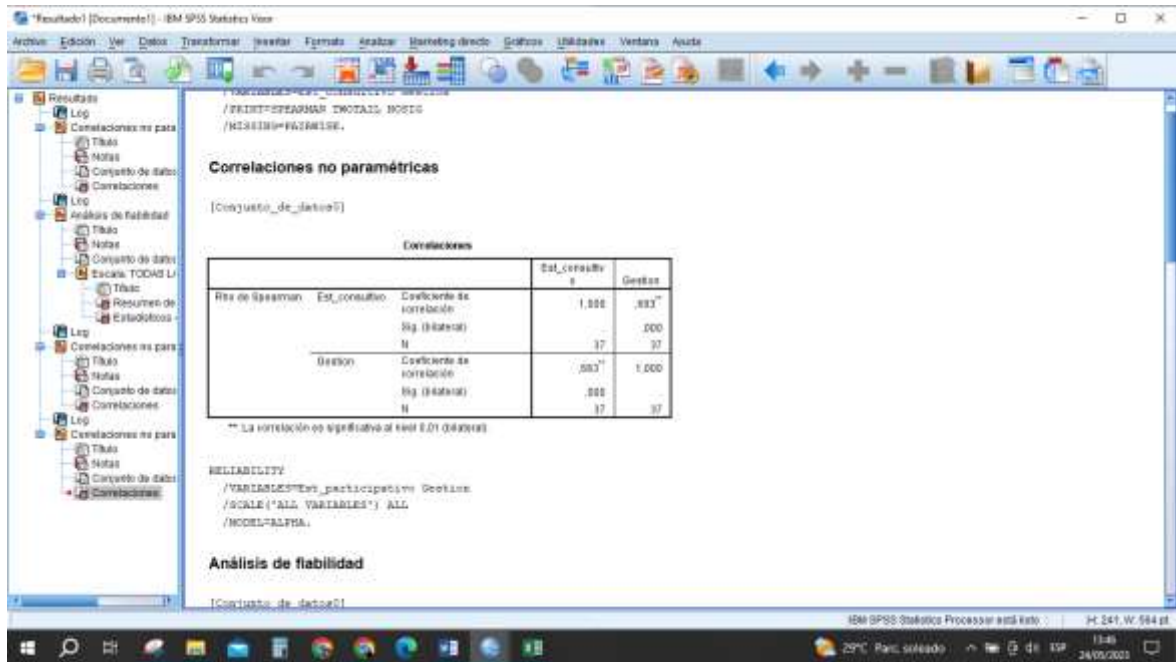 *Resultado1 [Documento1] - IBM SPSS Statistics Visor
Archivo Edición Ver Datos Transformar Insertar Formato Analizar Marketing directo Gráficos Utilidades Ventana Ayuda
Resultado
Log
Correlaciones no para
Título
Notas
Conjunto de datos
Correlaciones
Log
Análisis de fiabilidad
Título
Notas
Conjunto de datos
Escala: TODAS L
Título
Resumen de
Estadísticos
Log
Correlaciones no para
Título
Notas
Conjunto de datos
Correlaciones
Log
Correlaciones no para
Título
Notas
Conjunto de datos
Correlaciones
/PRINT=SPEARMAN TWOTAIL NOSIG
/MISSING=PAIRWISE.
Correlaciones no paramétricas
[Conjunto_de_datos0]
Correlaciones
Est_consultivo Gestion
Rho de Spearman Est_consultivo Coeficiente de correlación 1,000
Sig. (bilateral) . ,000
N 37 37
Gestion Coeficiente de correlación 1,000
Sig. (bilateral) ,000 .
N 37 37
**. La correlación es significativa al nivel 0,01 (bilateral).
RELIABILITY
/VARIABLES=Est_participativo Gestion
/SCALE('ALL VARIABLES') ALL
/MODEL=ALPHA.
Análisis de fiabilidad
[Conjunto_de_datos0]
IBM SPSS Statistics Processor está listo H: 241, W: 564 pt.
29°C Parc. soleado ESP
24/05/2023